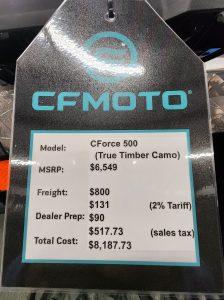 CFMOTO®
Model: CForce 500
(True Timber Camo)
MSRP: $6,549
Freight: $800
$131 (2% Tariff)
Dealer Prep: $90
$517.73 (sales tax)
Total Cost: $8,187.73